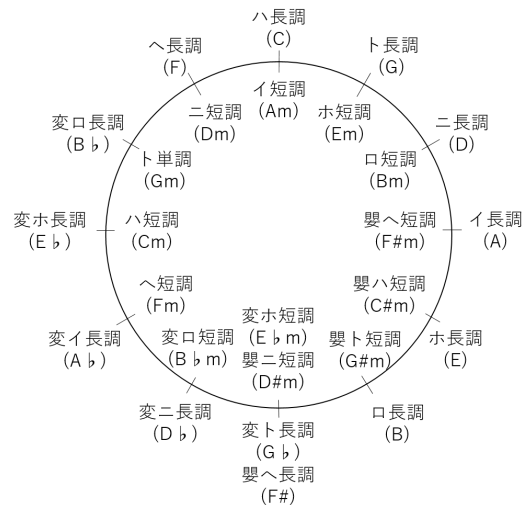 ハ長調
(C)
ト長調
(G)
ニ長調
(D)
イ長調
(A)
ホ長調
(E)
ロ長調
(B)
変ト長調
(G♭)
嬰ヘ長調
(F#)
変ニ長調
(D♭)
変イ長調
(A♭)
変ホ長調
(E♭)
変ロ長調
(B♭)
ヘ長調
(F)
イ短調
(Am)
ホ短調
(Em)
ロ短調
(Bm)
嬰ヘ短調
(F#m)
嬰ハ短調
(C#m)
嬰ト短調
(G#m)
変ホ短調
(E♭m)
嬰ニ短調
(D#m)
変ロ短調
(B♭m)
ヘ短調
(Fm)
ハ短調
(Cm)
ト単調
(Gm)
ニ短調
(Dm)